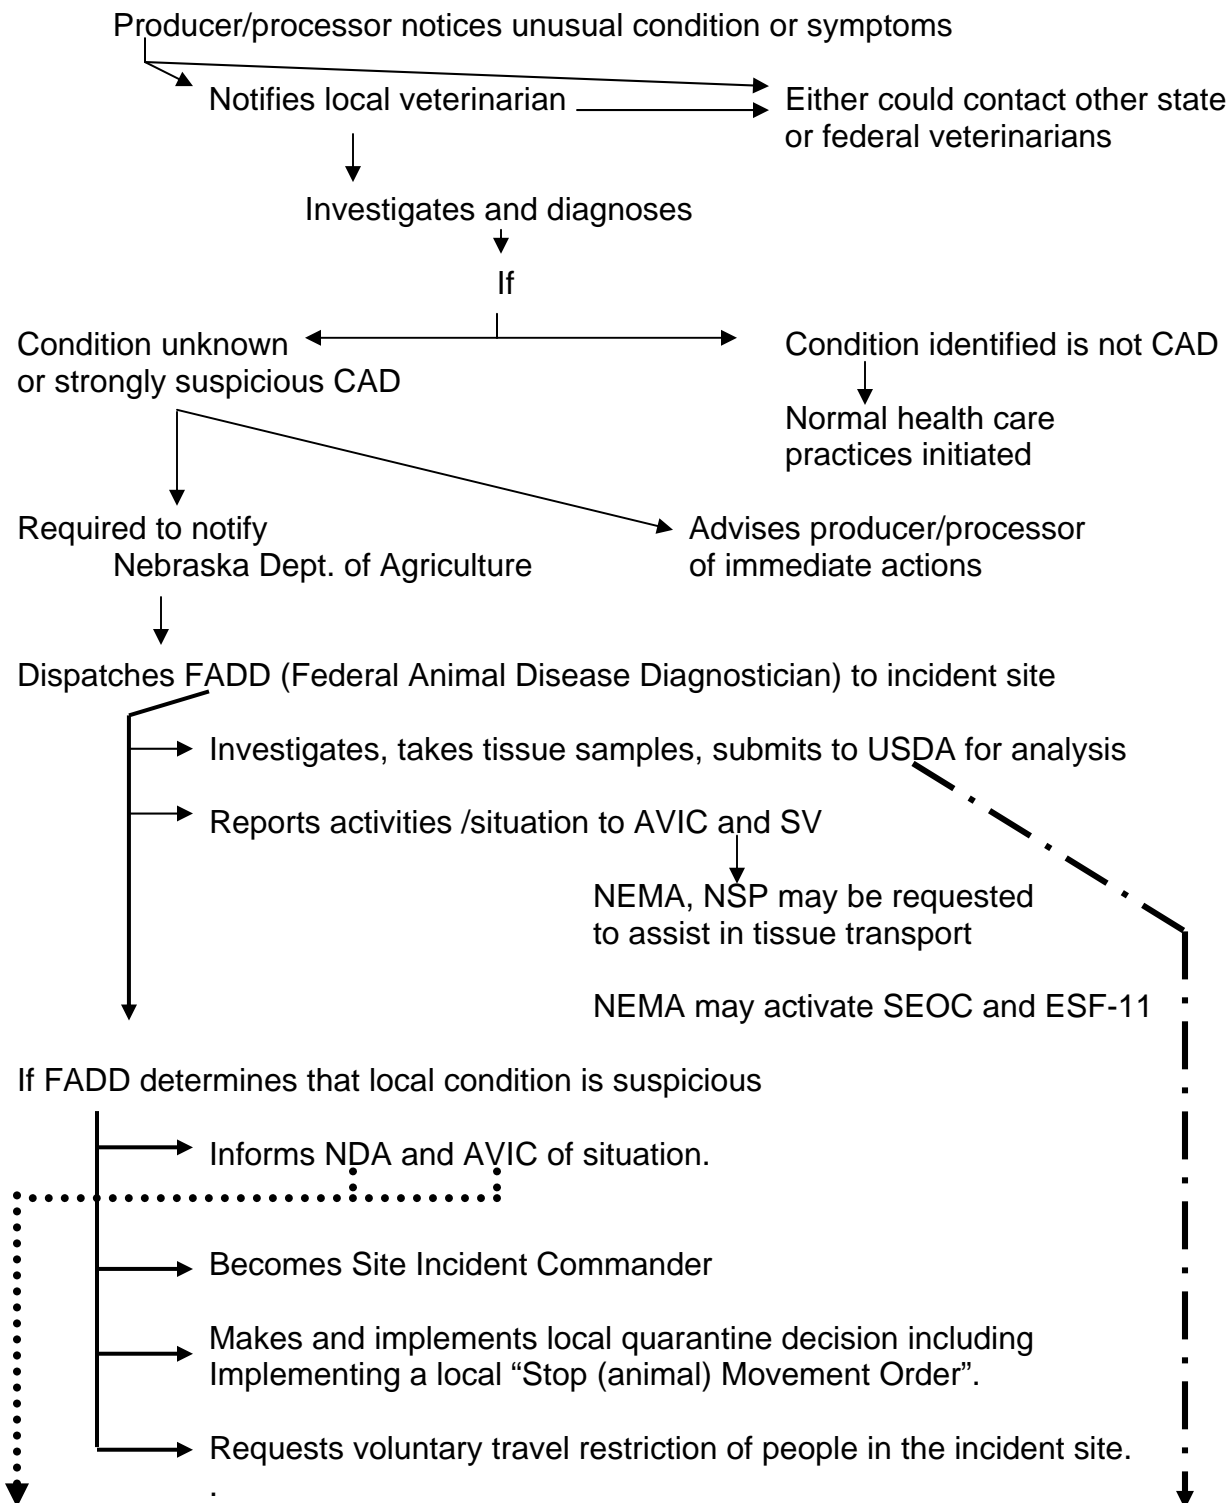 Producer/processor notices unusual condition or symptoms
Notifies local veterinarian
Either could contact other state
or federal veterinarians
Investigates and diagnoses
If
Condition unknown
or strongly suspicious CAD
Condition identified is not CAD
Normal health care
practices initiated
Required to notify
Nebraska Dept. of Agriculture
Advises producer/processor
of immediate actions
Dispatches FADD (Federal Animal Disease Diagnostician) to incident site
Investigates, takes tissue samples, submits to USDA for analysis
Reports activities /situation to AVIC and SV
NEMA, NSP may be requested
to assist in tissue transport
NEMA may activate SEOC and ESF-11
If FADD determines that local condition is suspicious
Informs NDA and AVIC of situation.
Becomes Site Incident Commander
Makes and implements local quarantine decision including
Implementing a local “Stop (animal) Movement Order”.
Requests voluntary travel restriction of people in the incident site.
.